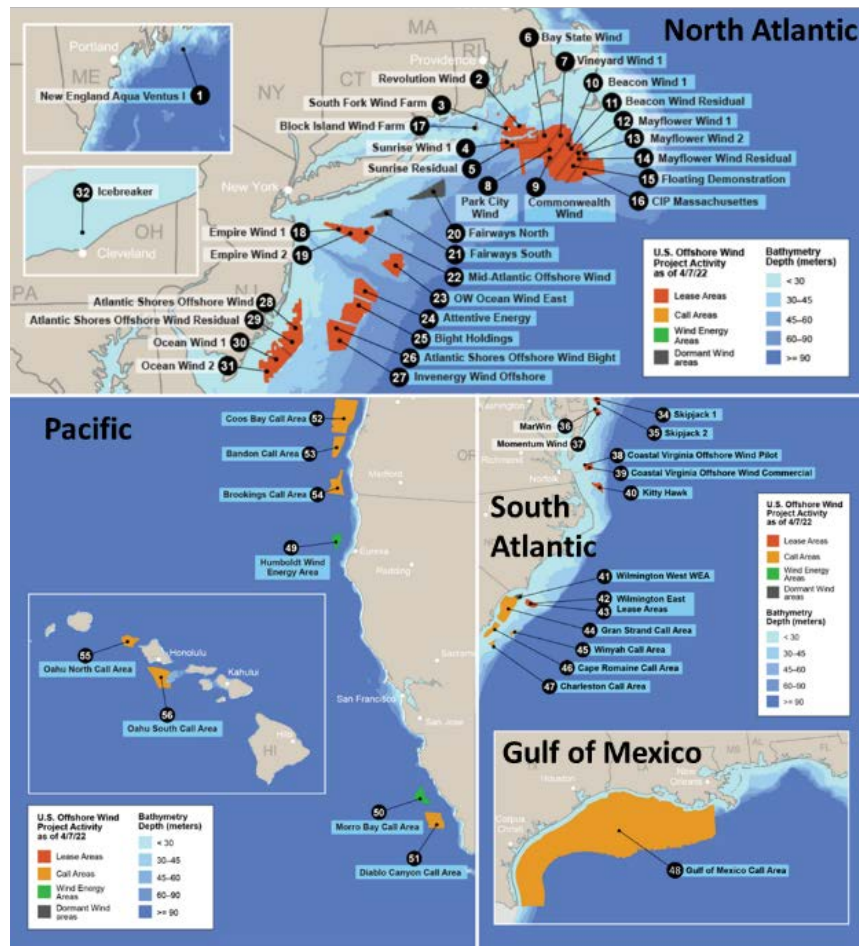 North Atlantic
MA
Portland
ME
1
New England Aqua Ventus I
32
Icebreaker
OH
Cleveland
PA
NJ
NY
CT
RI
Providence
New York
6
Bay State Wind
7
Vineyard Wind 1
Revolution Wind
2
10
Beacon Wind 1
South Fork Wind Farm
3
11
Beacon Wind Residual
Block Island Wind Farm
17
12
Mayflower Wind 1
Sunrise Wind 1
4
13
Mayflower Wind 2
Sunrise Residual
5
14
Mayflower Wind Residual
15
Floating Demonstration
8
Park City
Wind
9
Commonwealth
Wind
16
CIP Massachusetts
Empire Wind 1
18
Empire Wind 2
19
20
Fairways North
21
Fairways South
22
Mid-Atlantic Offshore Wind
23
OW Ocean Wind East
24
Attentive Energy
25
Bight Holdings
26
Atlantic Shores Offshore Wind Bight
27
Invenergy Wind Offshore
Atlantic Shores Offshore Wind
28
Atlantic Shores Offshore Wind Residual
29
Ocean Wind 1
30
Ocean Wind 2
31
U.S. Offshore Wind
Project Activity
as of 4/7/22
Lease Areas
Call Areas
Wind Energy
Areas
Dormant Wind
areas
Bathymetry
Depth (meters)
< 30
30–45
45–60
60–90
>= 90
Pacific
Coos Bay Call Area
52
Bandon Call Area
53
Brookings Call Area
54
OR
Medford
49
Humboldt Wind
Energy Area
Eureka
Redding
Sacramento
San Francisco
San Jose
55
Oahu North Call Area
Honolulu
Kahului
56
Oahu South Call Area
HI
Hilo
50
Morro Bay Call Area
51
Diablo Canyon Call Area
U.S. Offshore Wind
Project Activity
as of 4/7/22
Lease Areas
Call Areas
Wind Energy
Areas
Dormant Wind
areas
Bathymetry
Depth (meters)
< 30
30–45
45–60
60–90
>= 90
South
Atlantic
Washington
Richmond
Norfolk
34
Skipjack 1
35
Skipjack 2
MarWin
36
Momentum Wind
37
38
Coastal Virginia Offshore Wind Pilot
39
Coastal Virginia Offshore Wind Commercial
40
Kitty Hawk
41
Wilmington West WEA
42
Wilmington East
43
Lease Areas
44
Gran Strand Call Area
45
Winyah Call Area
46
Cape Romaine Call Area
47
Charleston Call Area
U.S. Offshore Wind
Project Activity
as of 4/7/22
Lease Areas
Call Areas
Wind Energy
Areas
Dormant Wind
areas
Bathymetry
Depth (meters)
< 30
30–45
45–60
60–90
>= 90
Gulf of Mexico
LA
MS
AL
FL
Houston
New
Orleans
Corpus
Christi
48
Gulf of Mexico Call Area